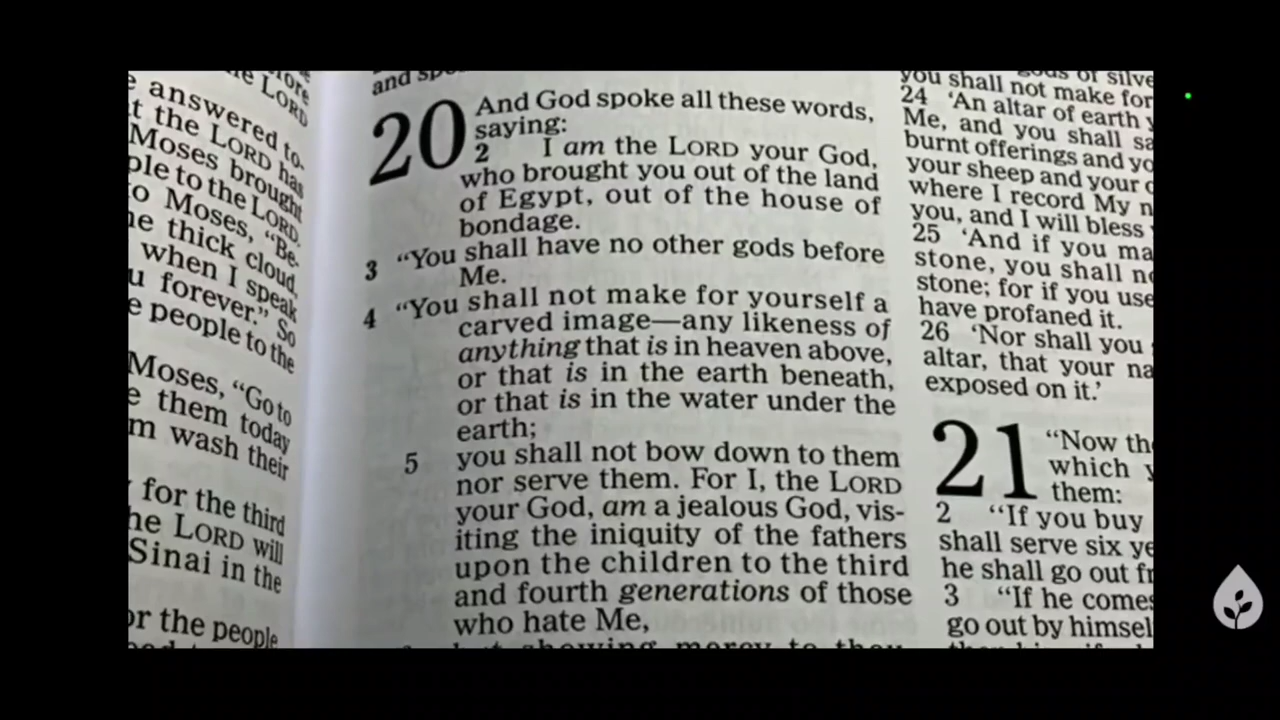 answered to-
the LORD has
Moses brought
to the LORD.
Moses, "Be-
thick cloud,
when I speak
forever." So
people to the
Moses, "Go to
them today
wash their
for the third
LORD will
Sinai in the
the people
20 And God spoke all these words,
saying:
2 I am the LORD your God,
who brought you out of the land
of Egypt, out of the house of
bondage.
3 "You shall have no other gods before
Me.
4 "You shall not make for yourself a
carved image—any likeness of
anything that is in heaven above,
or that is in the earth beneath,
or that is in the water under the
earth;
5 you shall not bow down to them
nor serve them. For I, the LORD
your God, am a jealous God, vis-
iting the iniquity of the fathers
upon the children to the third
and fourth generations of those
who hate Me,
you shall not make for
24 'An altar of earth
Me, and you shall
burnt offerings and
your sheep and your
where I record My
you, and I will bless
25 'And if you
stone, you shall
stone; for if you use
have profaned it.
26 'Nor shall you
altar, that your
exposed on it.'
21 "Now
which
them:
2 "If you buy
shall serve six
he shall go out
3 "If he comes
go out by